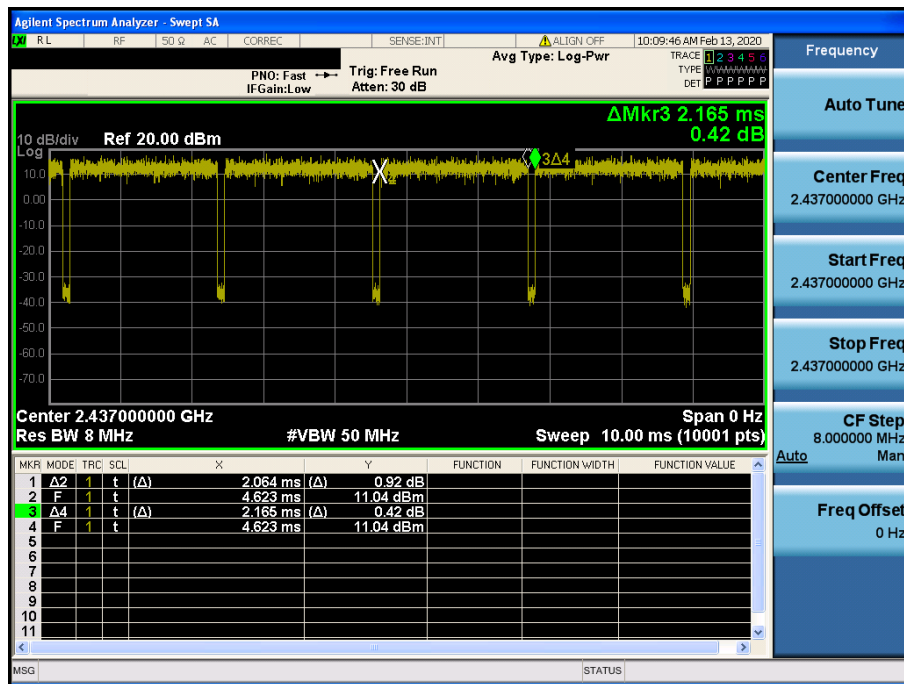 Agilent Spectrum Analyzer - Swept SA
LXI RL RF 50 Ω AC CORREC SENSE:INT ALIGN OFF 10:09:46 AM Feb 13, 2020
Frequency
Avg Type: Log-Pwr
TRACE 1 2 3 4 5 6
PNO: Fast Trig: Free Run
TYPE WWWWWW
IFGain:Low Atten: 30 dB
DET P P P P P P
Auto Tune
ΔMkr3 2.165 ms
0.42 dB
10 dB/div Ref 20.00 dBm
Log
3Δ4
10.0
0.00
-10.0
-20.0
-30.0
-40.0
-50.0
-60.0
-70.0
Center Freq
2.437000000 GHz
Start Freq
2.437000000 GHz
Stop Freq
2.437000000 GHz
CF Step
8.000000 MHz
Auto Man
Freq Offset
0 Hz
Center 2.437000000 GHz Span 0 Hz
Res BW 8 MHz #VBW 50 MHz Sweep 10.00 ms (10001 pts)
MKR MODE TRC SCL X Y FUNCTION FUNCTION WIDTH FUNCTION VALUE
1 Δ2 1 t (Δ) 2.064 ms (Δ) 0.92 dB
2 F 1 t 4.623 ms 11.04 dBm
3 Δ4 1 t (Δ) 2.165 ms (Δ) 0.42 dB
4 F 1 t 4.623 ms 11.04 dBm
5
6
7
8
9
10
11
MSG STATUS